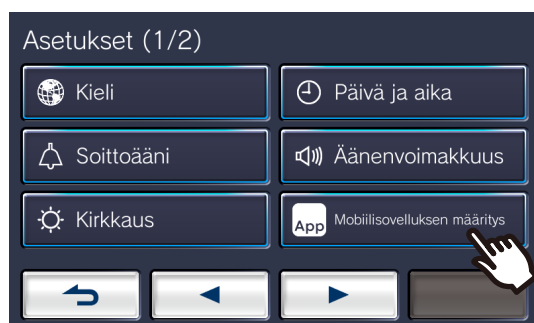 Asetukset (1/2)
Kieli
Päivä ja aika
Soittoääni
Äänenvoimakkuus
Kirkkaus
App Mobiilisovelluksen määritys